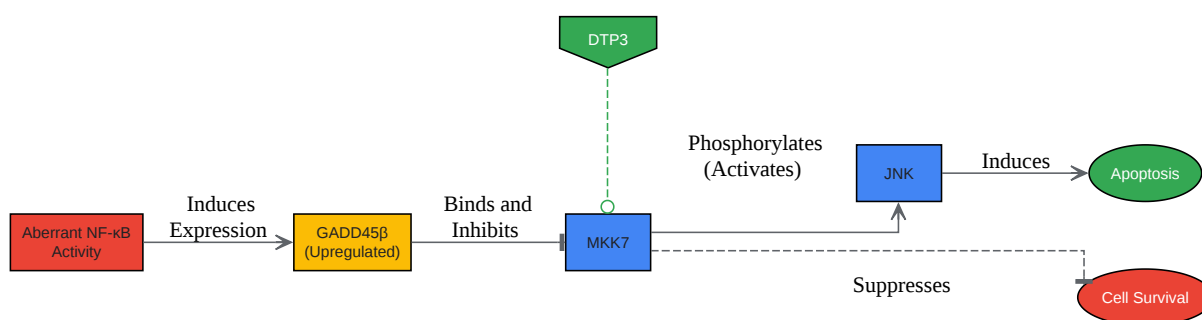 DTP3
Phosphorylates
(Activates)
JNK
Induces
Apoptosis
Aberrant NF-κB
Activity
Induces
Expression
GADD45β
(Upregulated)
Binds and
Inhibits
MKK7
Suppresses
Cell Survival